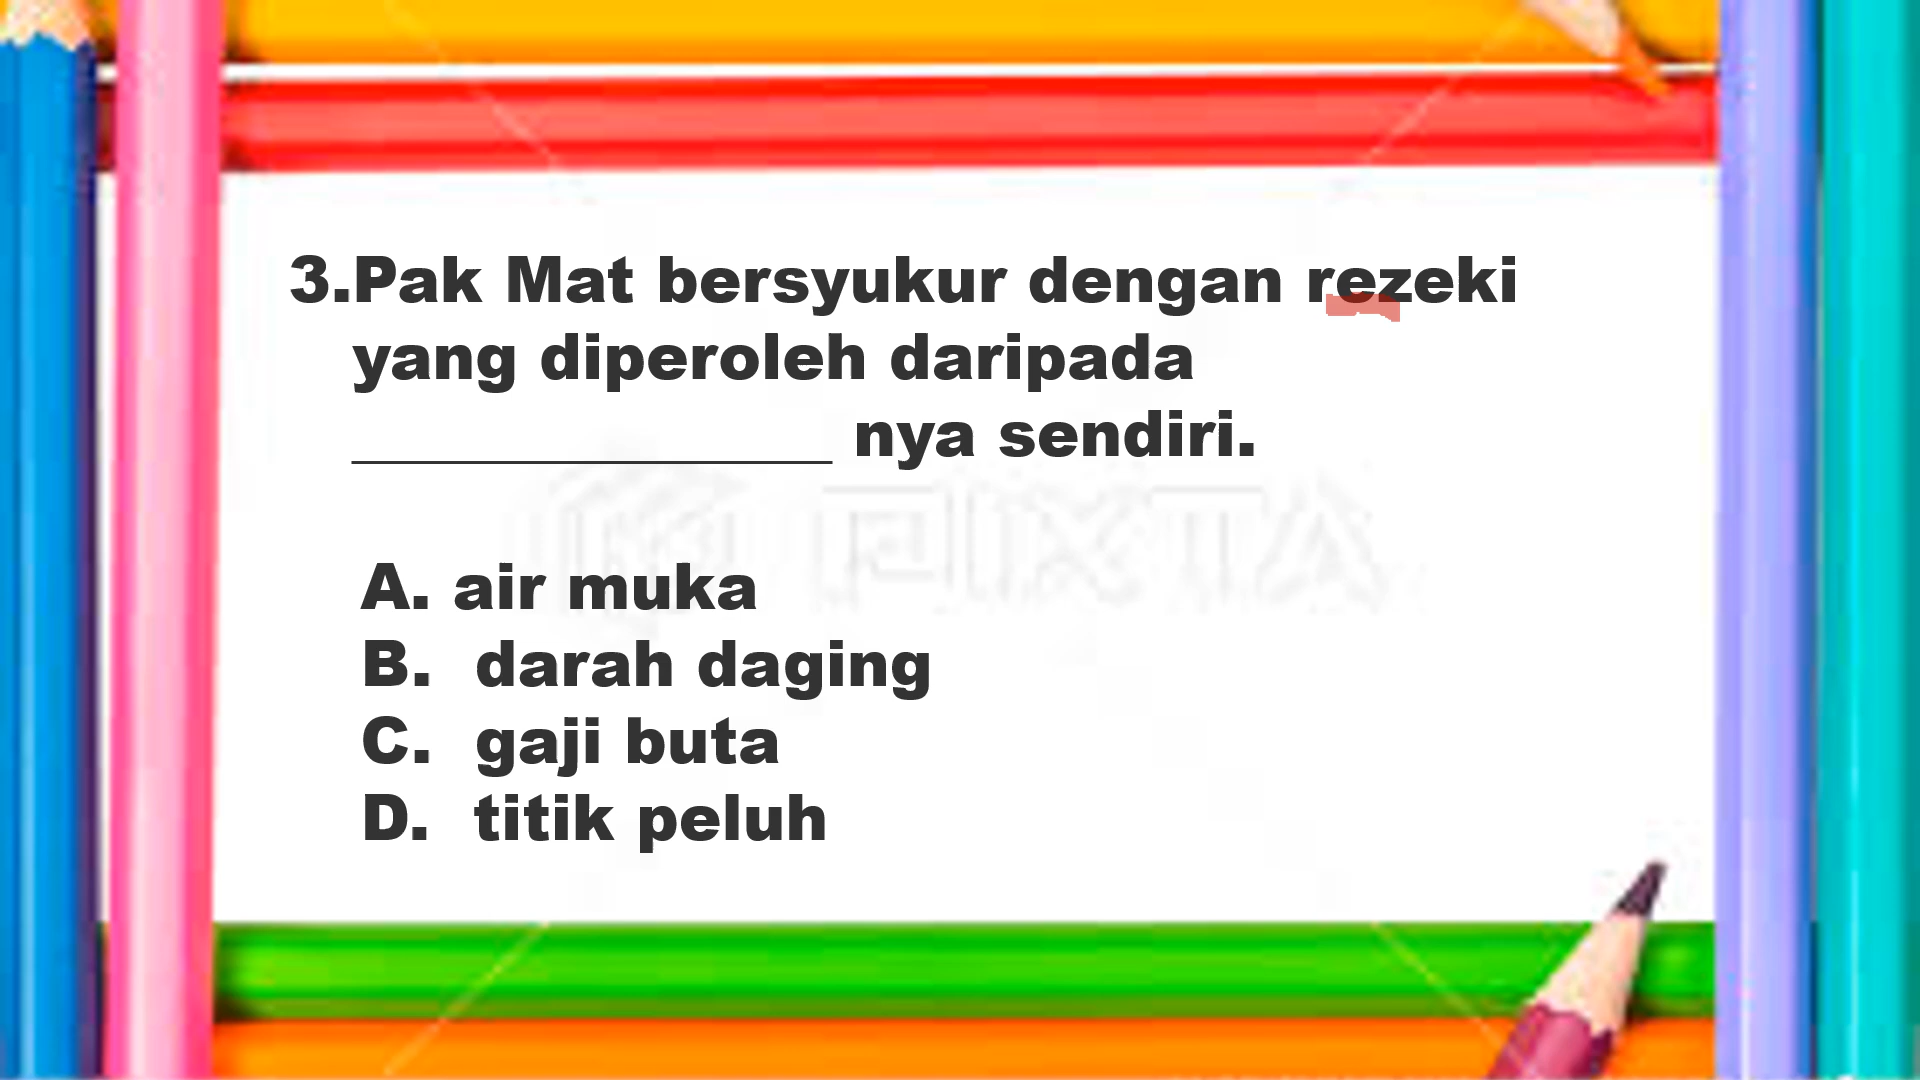 3.Pak Mat bersyukur dengan rezeki
yang diperoleh daripada
_______________ nya sendiri.
PIXTA
A. air muka
B. darah daging
C. gaji buta
D. titik peluh